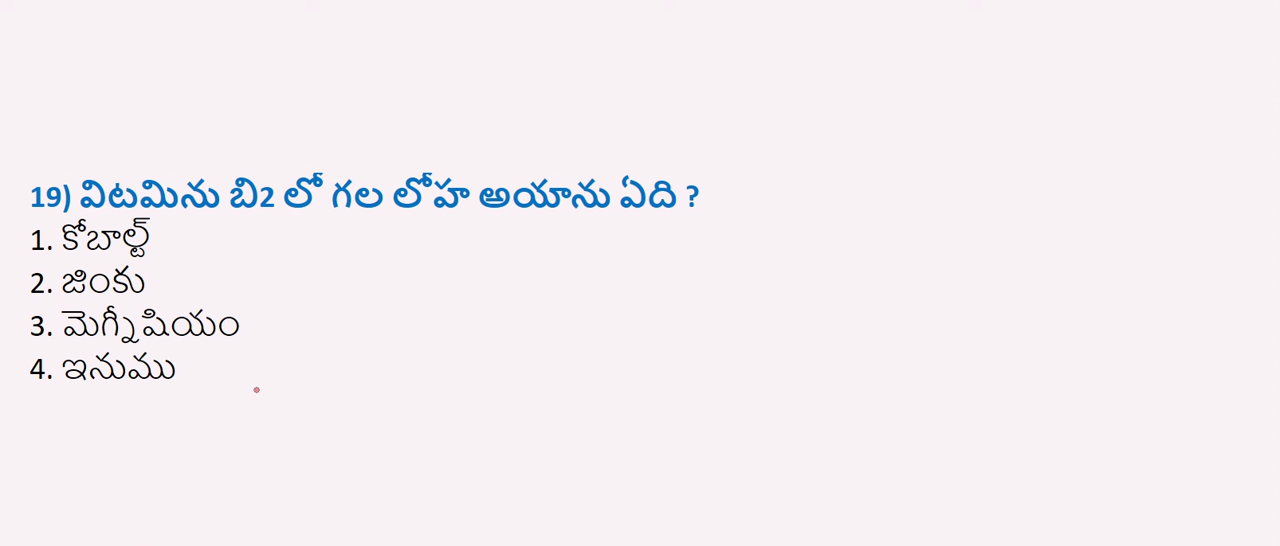 19) విటమిను బి2 లో గల లోహ అయాను ఏది ?
1. కోబాల్ట్
2. జింకు
3. మెగ్నీషియం
4. ఇనుము